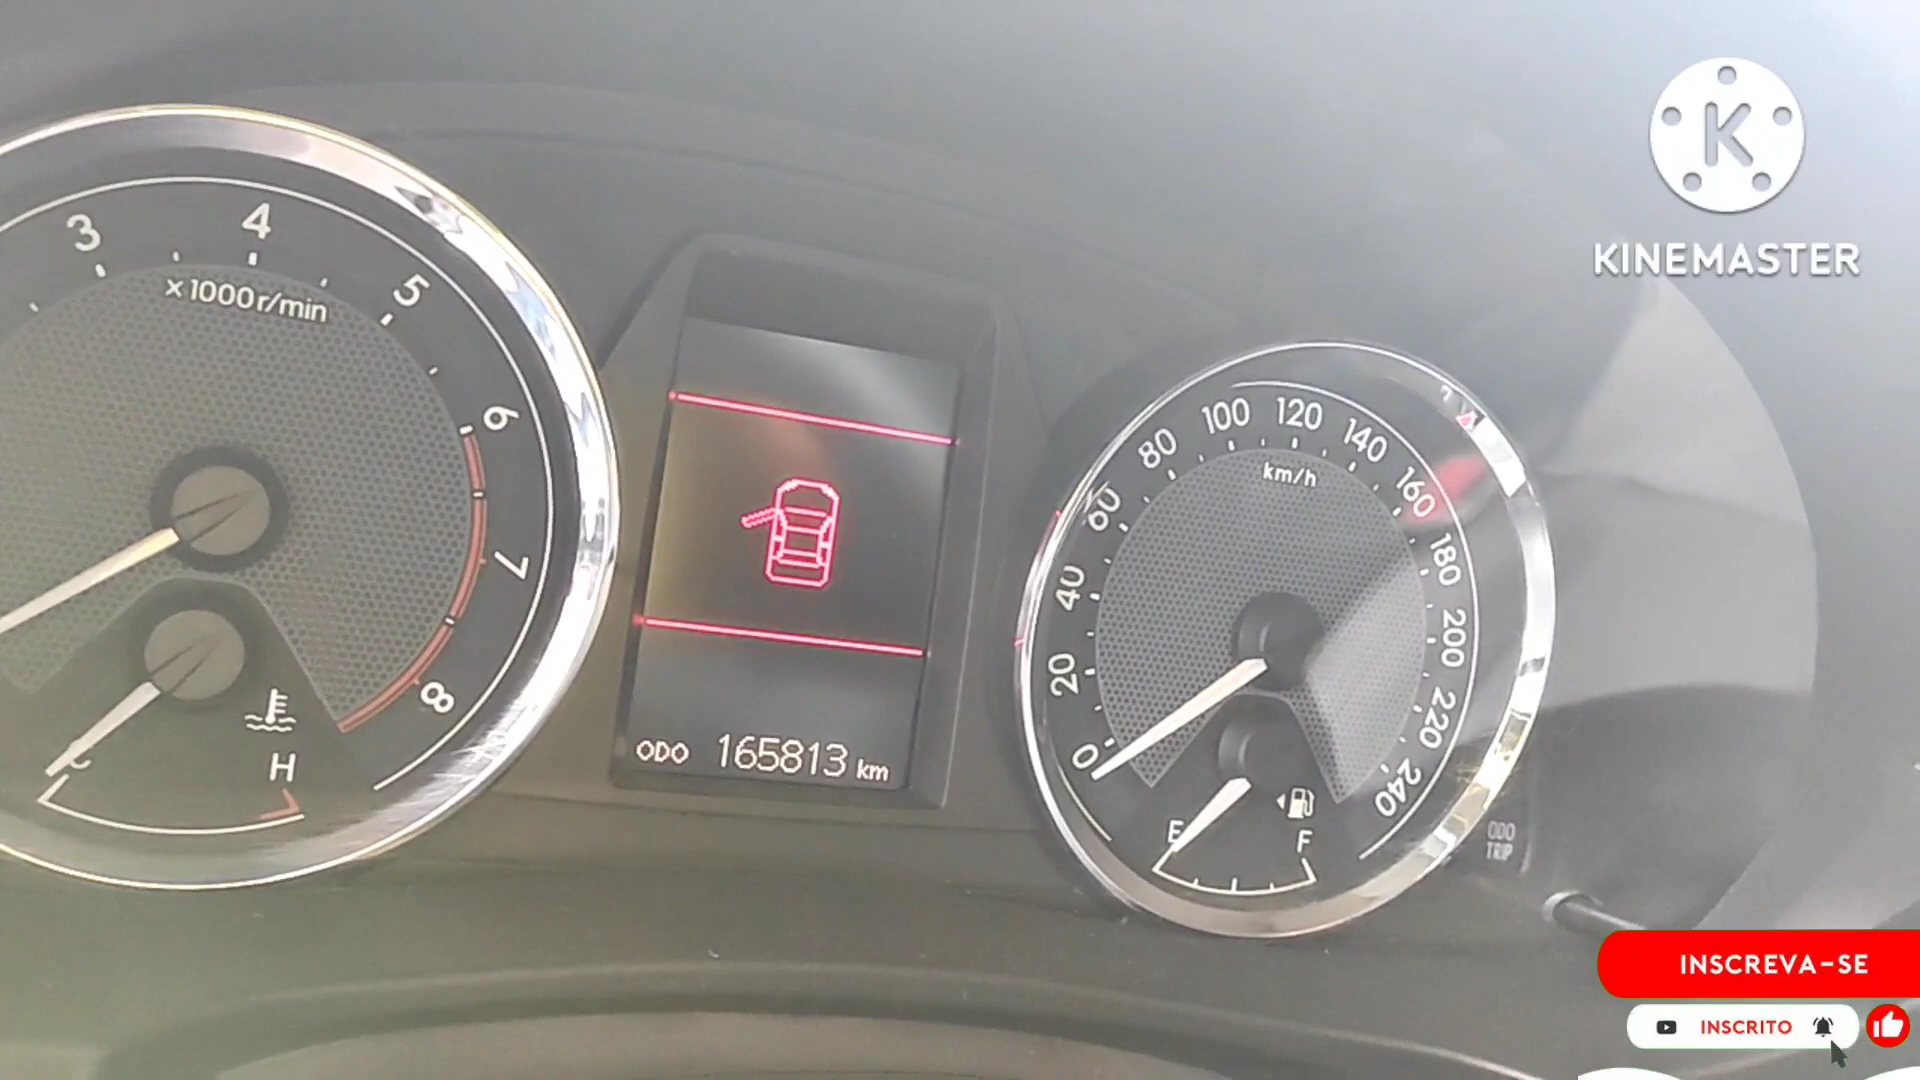 3
4
5
6
7
8
x1000r/min
H
ODO 165813 km
0
20
40
60
80
100
120
140
160
180
200
220
240
km/h
E
F
ODO
TRIP
K
KINEMASTER
INSCREVA-SE
INSCRITO